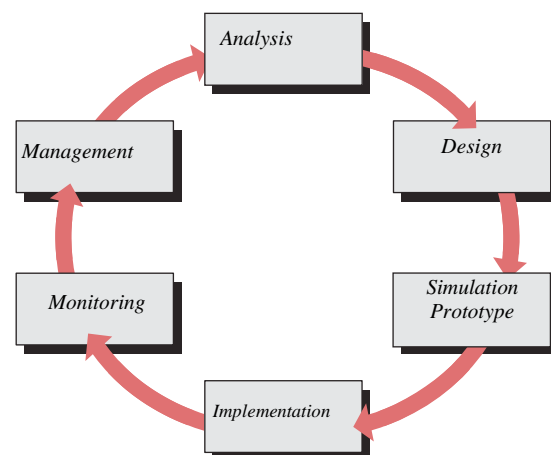 Analysis
Design
Simulation
Prototype
Implementation
Monitoring
Management